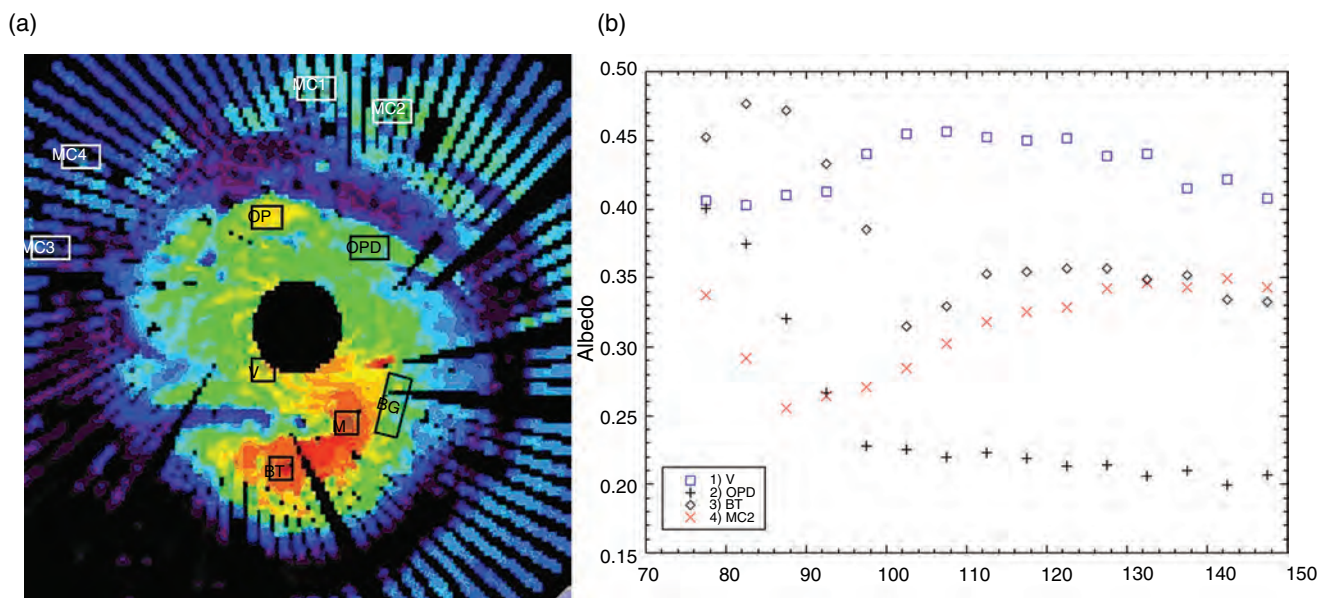 (a)
MC1
MC2
MC4
OP
OPD
MC3
V
BG
M
BT
(b)
Albedo
0.50
0.45
0.40
0.35
0.30
0.25
0.20
0.15
1) V
2) OPD
3) BT
4) MC2
70 80 90 100 110 120 130 140 150